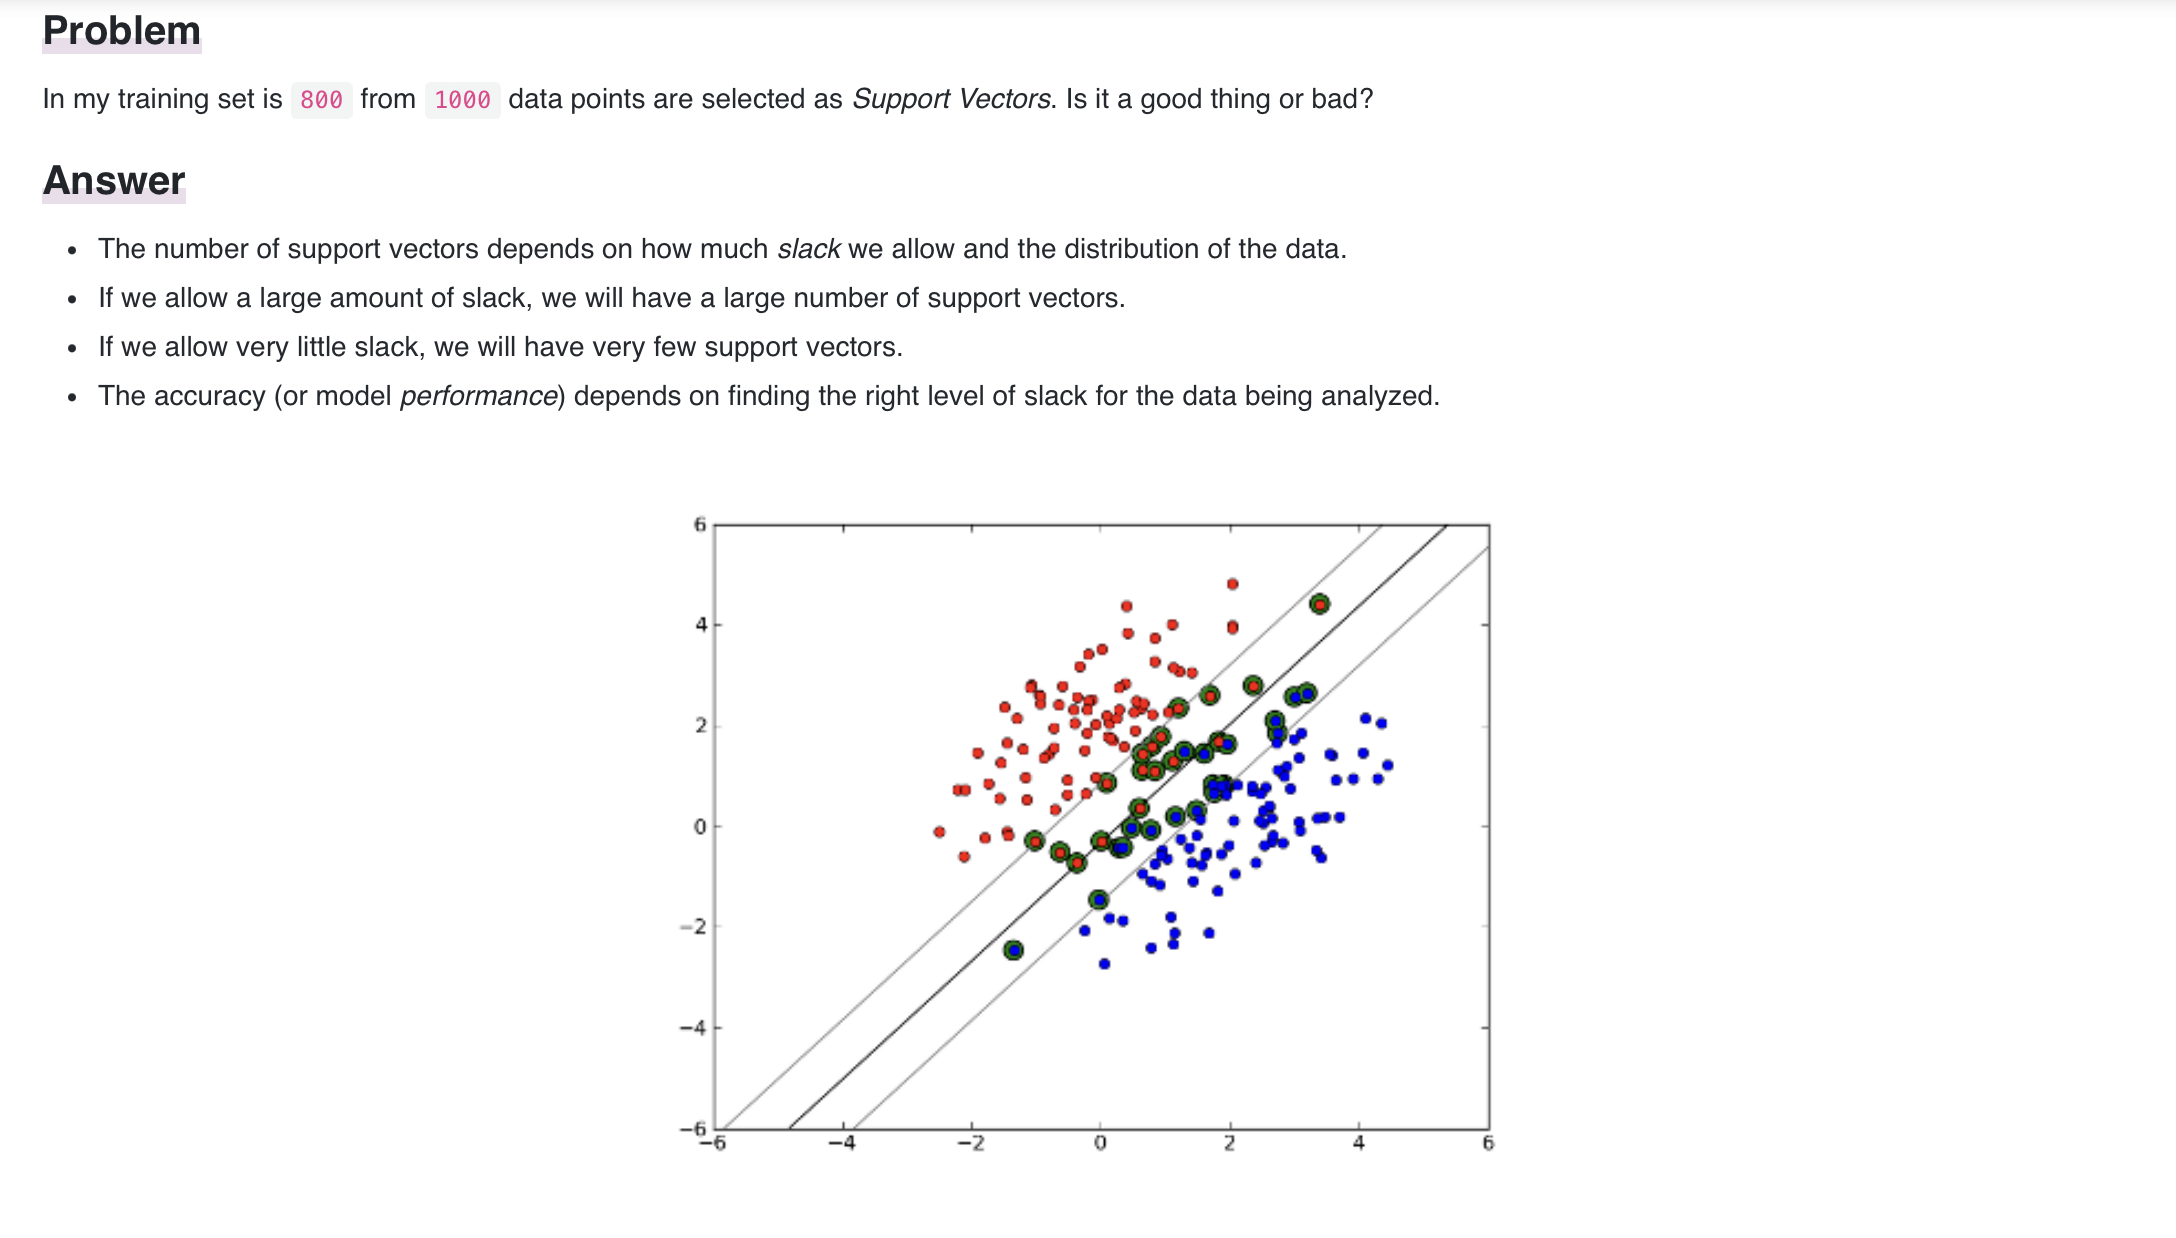 Problem
In my training set is 800 from 1000 data points are selected as Support Vectors. Is it a good thing or bad?
Answer
• The number of support vectors depends on how much slack we allow and the distribution of the data.
• If we allow a large amount of slack, we will have a large number of support vectors.
• If we allow very little slack, we will have very few support vectors.
• The accuracy (or model performance) depends on finding the right level of slack for the data being analyzed.
6
4
2
0
−2
−4
−6
−6 −4 −2 0 2 4 6